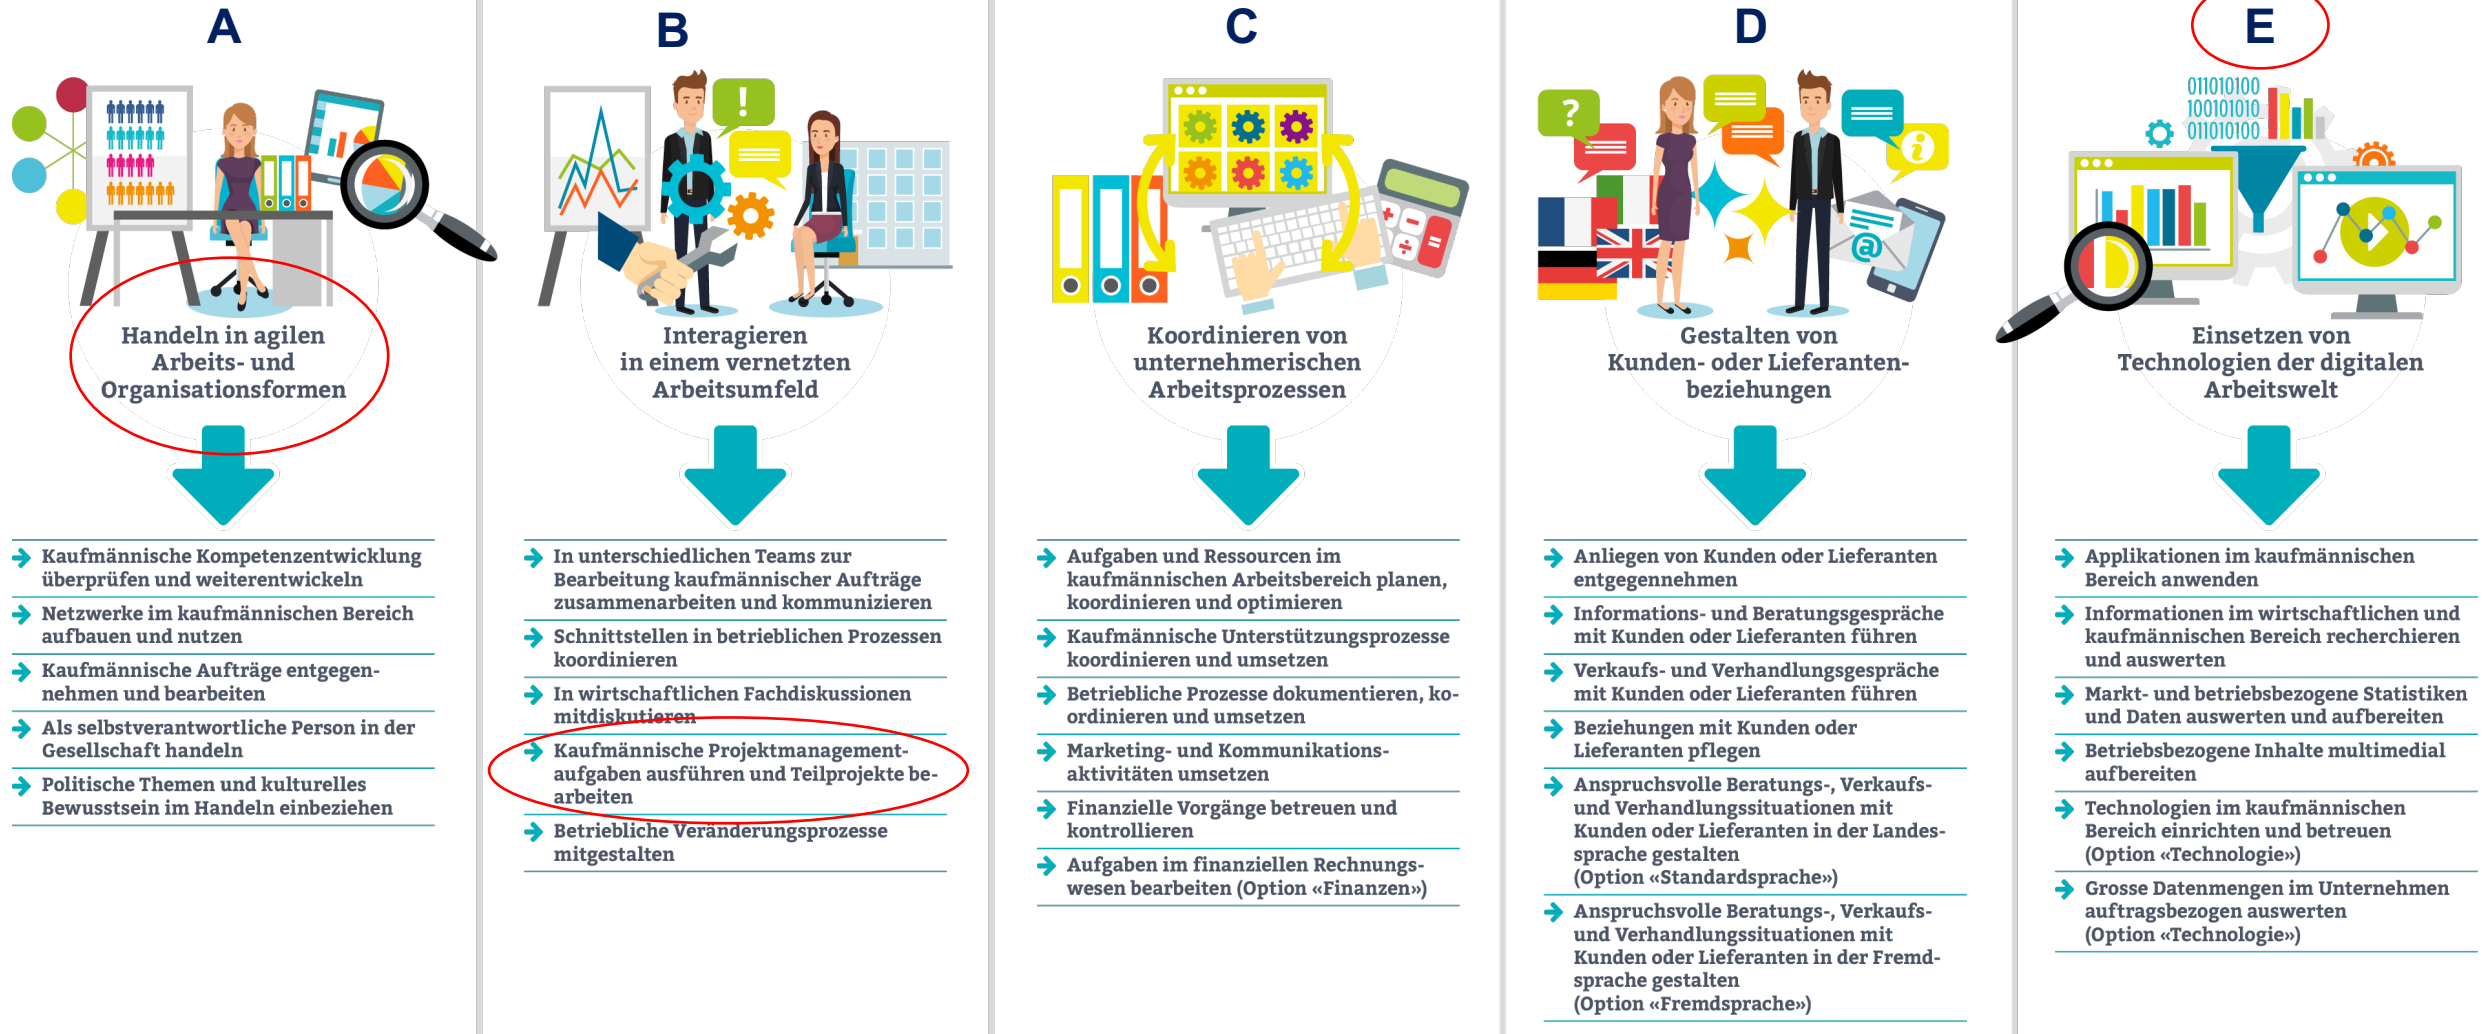 A
Handeln in agilen
Arbeits- und
Organisationsformen
Kaufmännische Kompetenzentwicklung
überprüfen und weiterentwickeln
Netzwerke im kaufmännischen Bereich
aufbauen und nutzen
Kaufmännische Aufträge entgegen-
nehmen und bearbeiten
Als selbstverantwortliche Person in der
Gesellschaft handeln
Politische Themen und kulturelles
Bewusstsein im Handeln einbeziehen
B
!
Interagieren
in einem vernetzten
Arbeitsumfeld
In unterschiedlichen Teams zur
Bearbeitung kaufmännischer Aufträge
zusammenarbeiten und kommunizieren
Schnittstellen in betrieblichen Prozessen
koordinieren
In wirtschaftlichen Fachdiskussionen
mitdiskutieren
Kaufmännische Projektmanagement-
aufgaben ausführen und Teilprojekte be-
arbeiten
Betriebliche Veränderungsprozesse
mitgestalten
C
+ −
÷ =
Koordinieren von
unternehmerischen
Arbeitsprozessen
Aufgaben und Ressourcen im
kaufmännischen Arbeitsbereich planen,
koordinieren und optimieren
Kaufmännische Unterstützungsprozesse
koordinieren und umsetzen
Betriebliche Prozesse dokumentieren, ko-
ordinieren und umsetzen
Marketing- und Kommunikations-
aktivitäten umsetzen
Finanzielle Vorgänge betreuen und
kontrollieren
Aufgaben im finanziellen Rechnungs-
wesen bearbeiten (Option «Finanzen»)
D
?
i
@
Gestalten von
Kunden- oder Lieferanten-
beziehungen
Anliegen von Kunden oder Lieferanten
entgegennehmen
Informations- und Beratungsgespräche
mit Kunden oder Lieferanten führen
Verkaufs- und Verhandlungsgespräche
mit Kunden oder Lieferanten führen
Beziehungen mit Kunden oder
Lieferanten pflegen
Anspruchsvolle Beratungs-, Verkaufs-
und Verhandlungssituationen mit
Kunden oder Lieferanten in der Landes-
sprache gestalten
(Option «Standardsprache»)
Anspruchsvolle Beratungs-, Verkaufs-
und Verhandlungssituationen mit
Kunden oder Lieferanten in der Fremd-
sprache gestalten
(Option «Fremdsprache»)
E
011010100
100101010
011010100
Einsetzen von
Technologien der digitalen
Arbeitswelt
Applikationen im kaufmännischen
Bereich anwenden
Informationen im wirtschaftlichen und
kaufmännischen Bereich recherchieren
und auswerten
Markt- und betriebsbezogene Statistiken
und Daten auswerten und aufbereiten
Betriebsbezogene Inhalte multimedial
aufbereiten
Technologien im kaufmännischen
Bereich einrichten und betreuen
(Option «Technologie»)
Grosse Datenmengen im Unternehmen
auftragsbezogen auswerten
(Option «Technologie»)